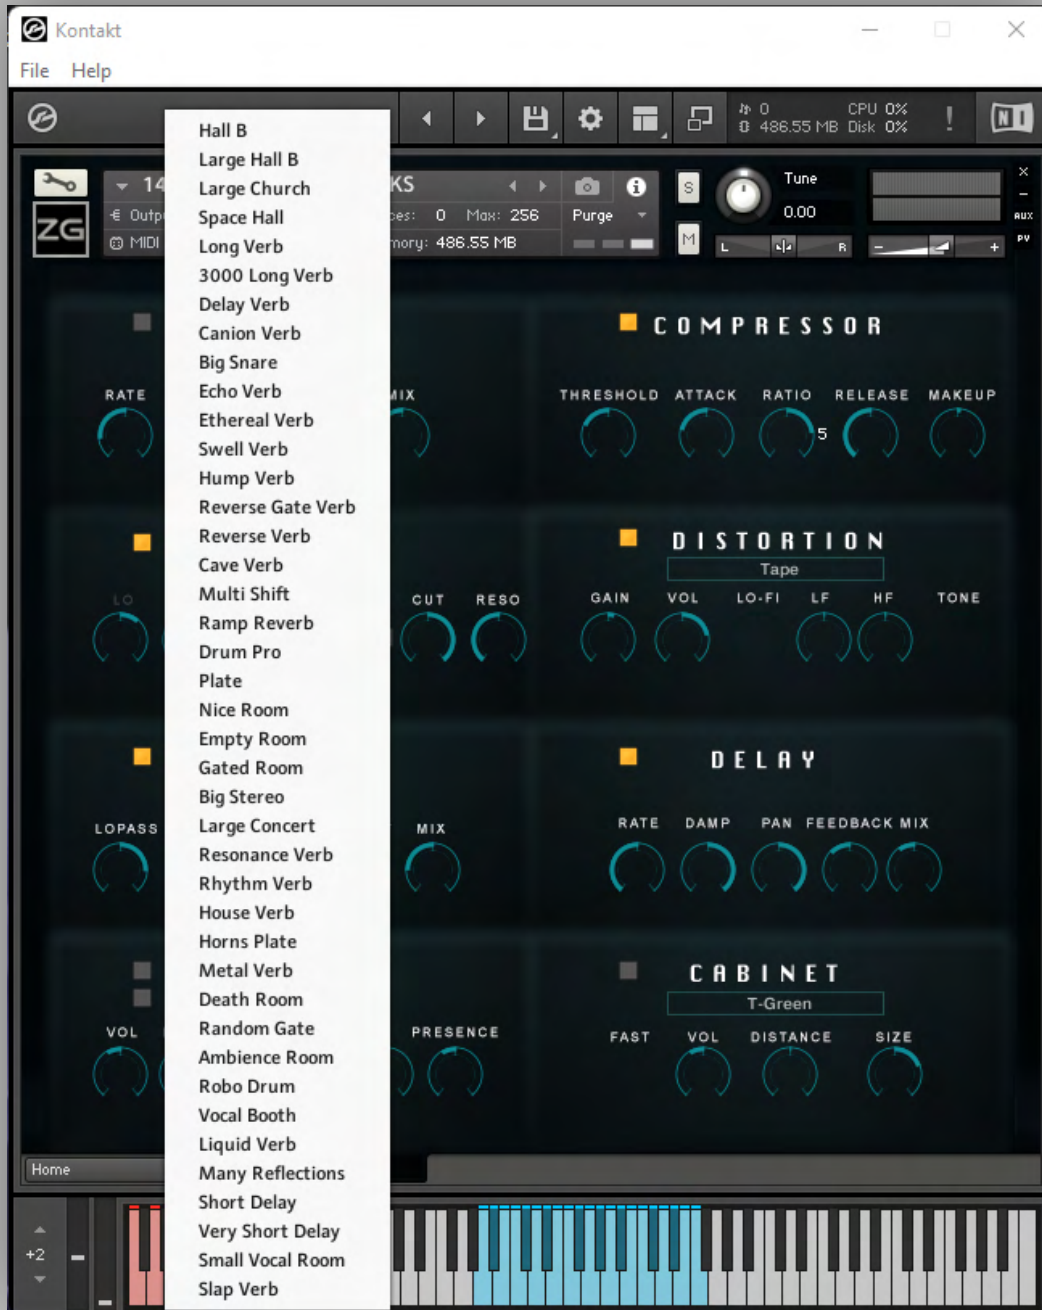 Kontakt
File Help
0 CPU 0%
486.55 MB Disk 0%
! NI
ZG
14 KS
Outp es: 0 Max: 256 Purge
MIDI mory: 486.55 MB
S
M
Tune
0.00
L R - +
×
-
AUX
PV
Hall B
Large Hall B
Large Church
Space Hall
Long Verb
3000 Long Verb
Delay Verb
Canion Verb
Big Snare
Echo Verb
Ethereal Verb
Swell Verb
Hump Verb
Reverse Gate Verb
Reverse Verb
Cave Verb
Multi Shift
Ramp Reverb
Drum Pro
Plate
Nice Room
Empty Room
Gated Room
Big Stereo
Large Concert
Resonance Verb
Rhythm Verb
House Verb
Horns Plate
Metal Verb
Death Room
Random Gate
Ambience Room
Robo Drum
Vocal Booth
Liquid Verb
Many Reflections
Short Delay
Very Short Delay
Small Vocal Room
Slap Verb
RATE MIX
COMPRESSOR
THRESHOLD ATTACK RATIO RELEASE MAKEUP
5
LO CUT RESO
DISTORTION
Tape
GAIN VOL LO-FI LF HF TONE
LOPASS MIX
DELAY
RATE DAMP PAN FEEDBACK MIX
VOL PRESENCE
CABINET
T-Green
FAST VOL DISTANCE SIZE
Home
+2